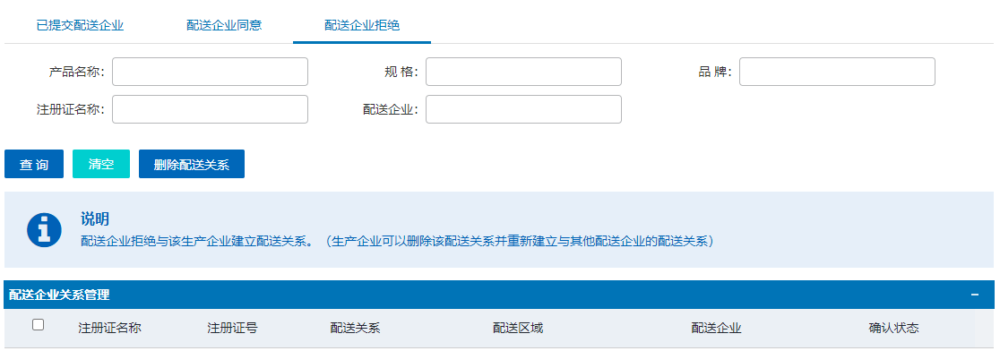 已提交配送企业 配送企业同意 配送企业拒绝
产品名称: 规 格: 品 牌:
注册证名称: 配送企业:
查 询 清空 删除配送关系
说明
配送企业拒绝与该生产企业建立配送关系。（生产企业可以删除该配送关系并重新建立与其他配送企业的配送关系）
配送企业关系管理
注册证名称 注册证号 配送关系 配送区域 配送企业 确认状态